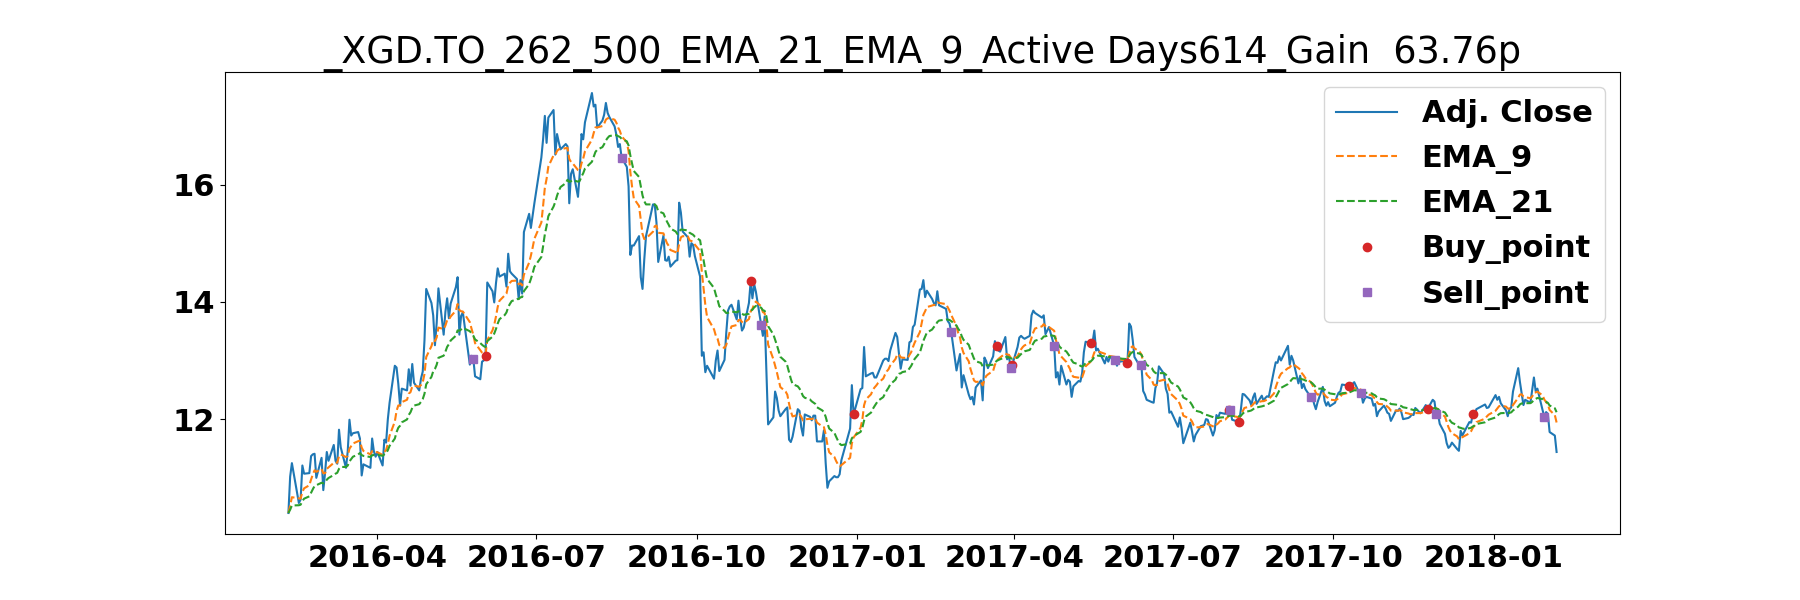 _XGD.TO_262_500_EMA_21_EMA_9_Active Days614_Gain  63.76p
Adj. Close
EMA_9
EMA_21
Buy_point
Sell_point
16
14
12
2016-04 2016-07 2016-10 2017-01 2017-04 2017-07 2017-10 2018-01